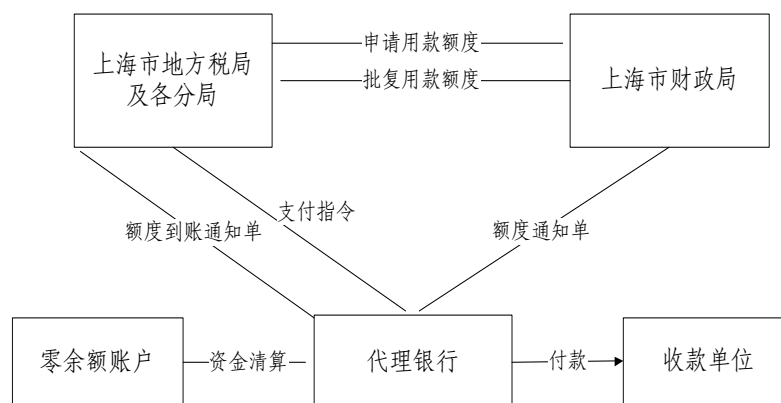 申请用款额度
上海市地方税局
及各分局
批复用款额度
上海市财政局
支付指令
额度到账通知单
额度通知单
零余额账户
资金清算
代理银行
付款
收款单位